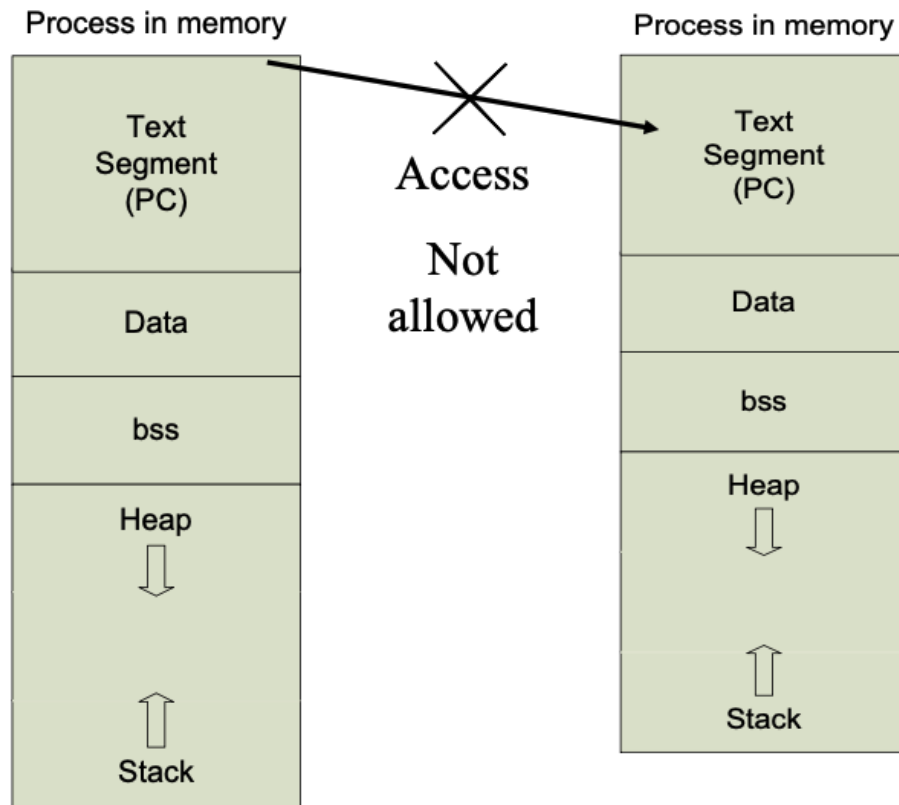 Process in memory
Text
Segment
(PC)
Data
bss
Heap
Stack
Access
Not
allowed
Process in memory
Text
Segment
(PC)
Data
bss
Heap
Stack